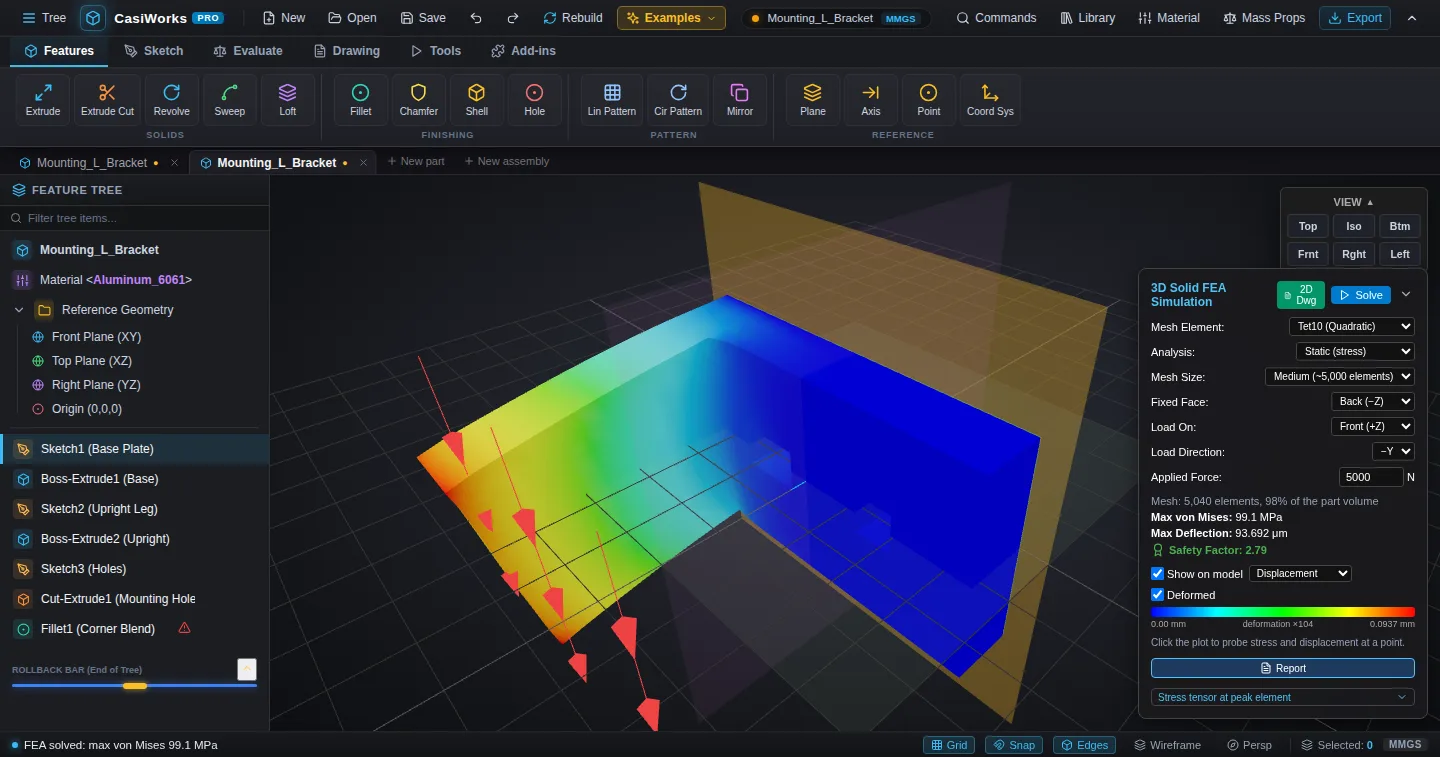 Tree
CasiWorks PRO
New
Open
Save
Rebuild
Examples
Mounting_L_Bracket MMGS
Commands
Library
Material
Mass Props
Export
Features
Sketch
Evaluate
Drawing
Tools
Add-ins
Extrude
Extrude Cut
Revolve
Sweep
Loft
SOLIDS
Fillet
Chamfer
Shell
Hole
FINISHING
Lin Pattern
Cir Pattern
Mirror
PATTERN
Plane
Axis
Point
Coord Sys
REFERENCE
Mounting_L_Bracket
Mounting_L_Bracket
New part
New assembly
FEATURE TREE
Filter tree items...
Mounting_L_Bracket
Material <Aluminum_6061>
Reference Geometry
Front Plane (XY)
Top Plane (XZ)
Right Plane (YZ)
Origin (0,0,0)
Sketch1 (Base Plate)
Boss-Extrude1 (Base)
Sketch2 (Upright Leg)
Boss-Extrude2 (Upright)
Sketch3 (Holes)
Cut-Extrude1 (Mounting Hole
Fillet1 (Corner Blend)
ROLLBACK BAR (End of Tree)
VIEW ▲
Top
Iso
Btm
Frnt
Rght
Left
3D Solid FEA
Simulation
2D
Dwg
Solve
Mesh Element: Tet10 (Quadratic)
Analysis: Static (stress)
Mesh Size: Medium (~5,000 elements)
Fixed Face: Back (−Z)
Load On: Front (+Z)
Load Direction: −Y
Applied Force: 5000 N
Mesh: 5,040 elements, 98% of the part volume
Max von Mises: 99.1 MPa
Max Deflection: 93.692 μm
Safety Factor: 2.79
Show on model Displacement
Deformed
0.00 mm deformation ×104 0.0937 mm
Click the plot to probe stress and displacement at a point.
Report
Stress tensor at peak element
FEA solved: max von Mises 99.1 MPa
Grid
Snap
Edges
Wireframe
Persp
Selected: 0
MMGS